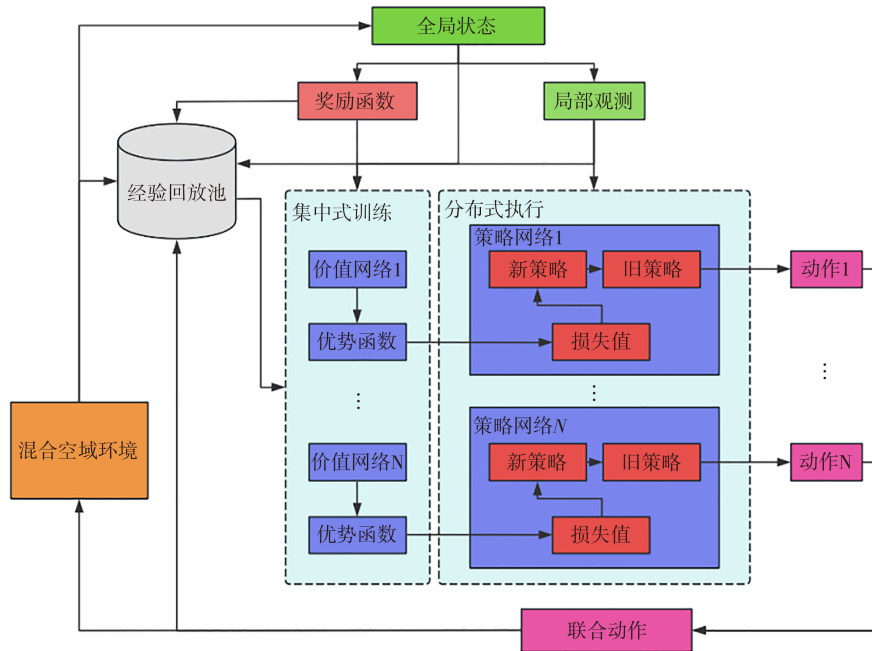 全局状态
奖励函数
局部观测
经验回放池
集中式训练
分布式执行
策略网络1
价值网络1
新策略
旧策略
动作1
优势函数
损失值
⋮
⋮
⋮
混合空域环境
策略网络N
价值网络N
新策略
旧策略
动作N
优势函数
损失值
联合动作